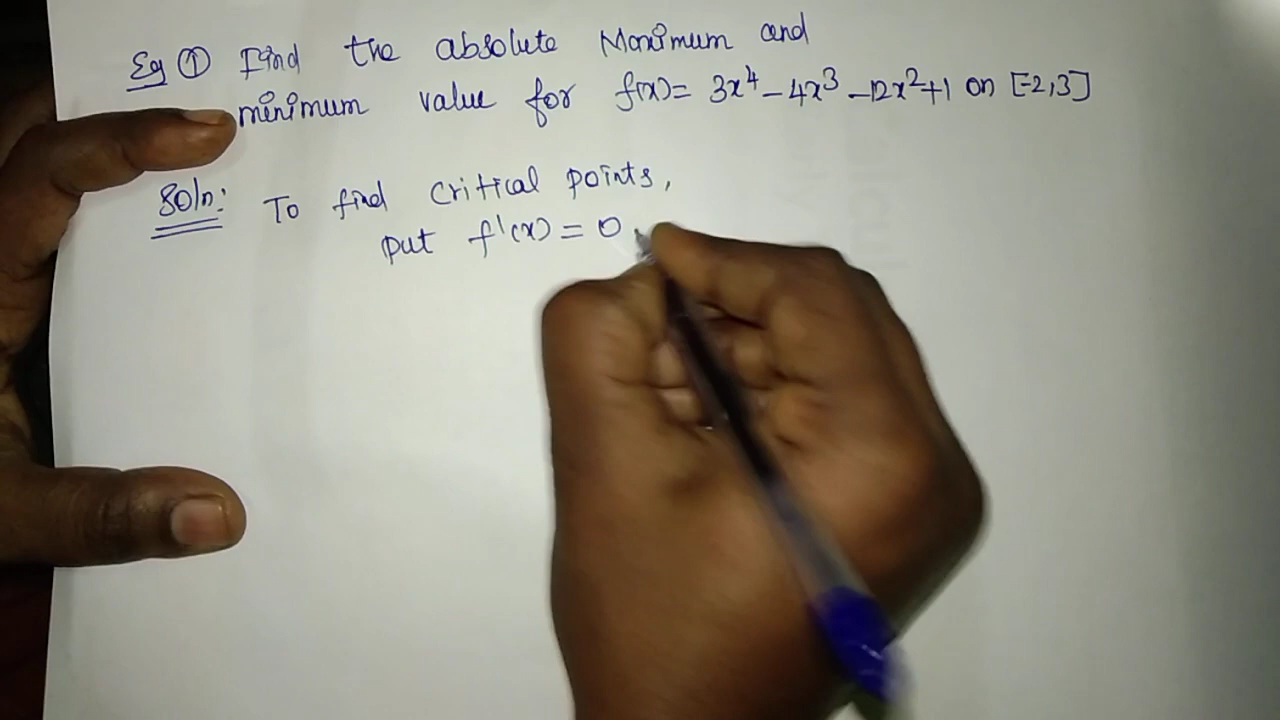 Eg ① Find the absolute Maximum and
minimum value for f(x) = 3x⁴ - 4x³ - 12x² + 1 on [-2, 3]
Soln: To find critical points,
put f'(x) = 0.